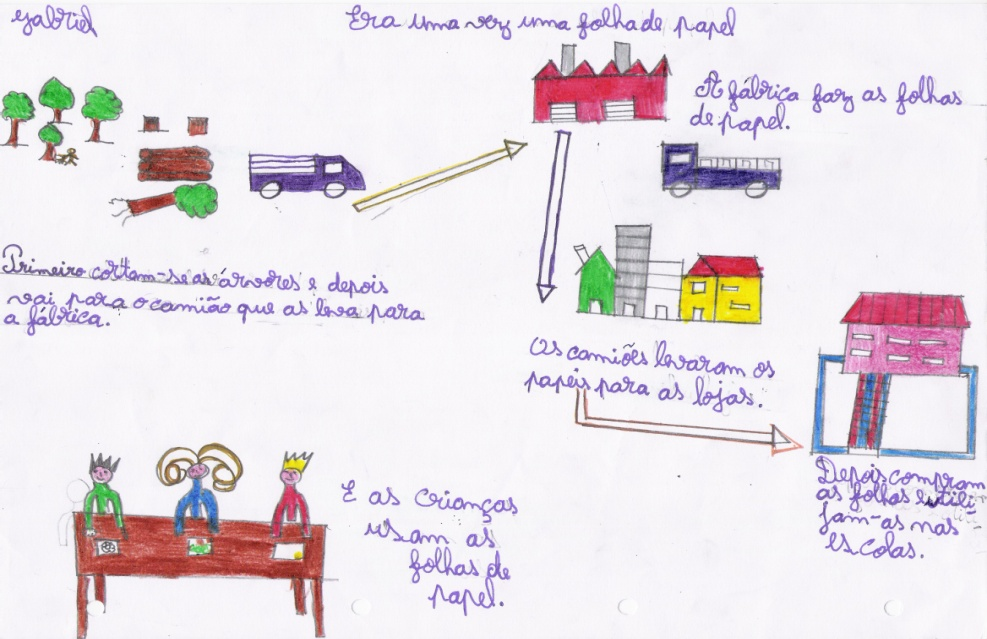 Gabriel
Era uma vez uma folha de papel
A fábrica faz as folhas
de papel.
Primeiro cortam-se as árvores e depois
vai para o camião que as leva para
a fábrica.
Os camiões levaram os
papéis para as lojas.
Depois compram
as folhas e utili-
zam-as nas
escolas.
E as crianças
usam as
folhas de
papel.